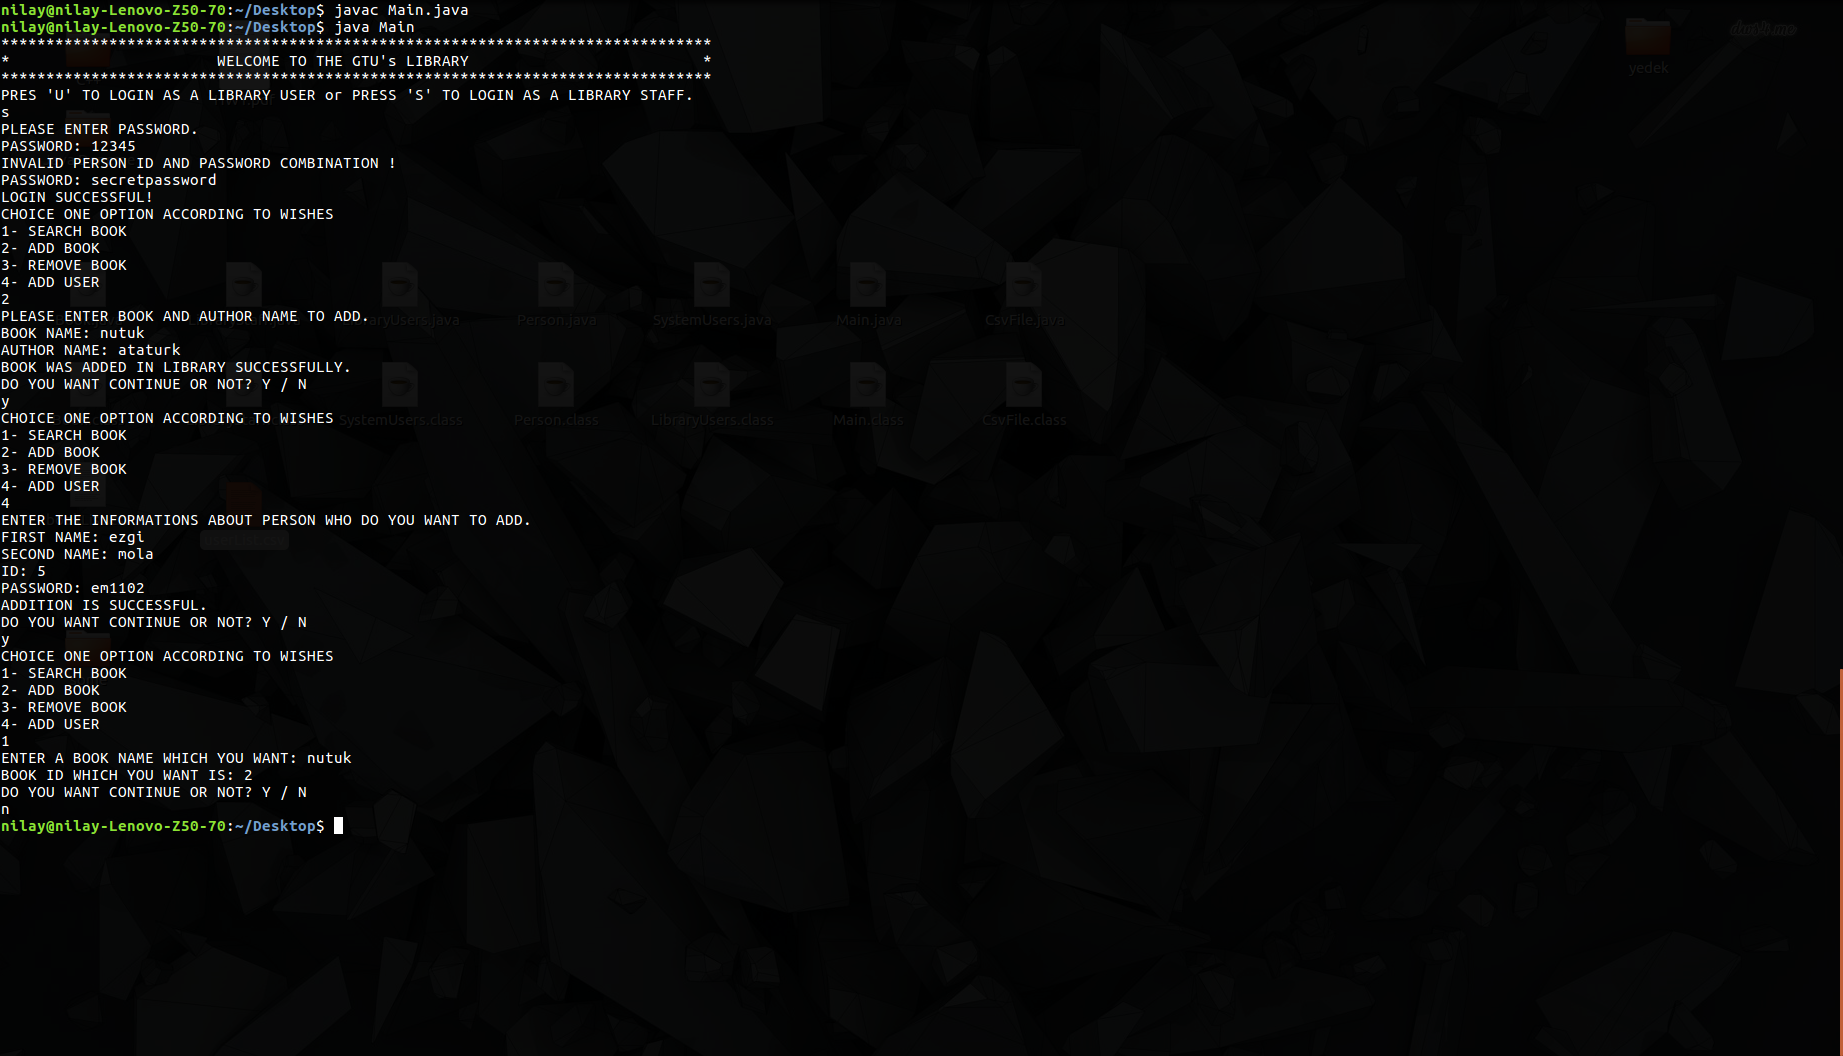 nilay@nilay-Lenovo-Z50-70:~/Desktop$ javac Main.java
nilay@nilay-Lenovo-Z50-70:~/Desktop$ java Main
*******************************************************************************
*                       WELCOME TO THE GTU's LIBRARY                          *
*******************************************************************************
PRES 'U' TO LOGIN AS A LIBRARY USER or PRESS 'S' TO LOGIN AS A LIBRARY STAFF.
s
PLEASE ENTER PASSWORD.
PASSWORD: 12345
INVALID PERSON ID AND PASSWORD COMBINATION !
PASSWORD: secretpassword
LOGIN SUCCESSFUL!
CHOICE ONE OPTION ACCORDING TO WISHES
1- SEARCH BOOK
2- ADD BOOK
3- REMOVE BOOK
4- ADD USER
2
PLEASE ENTER BOOK AND AUTHOR NAME TO ADD.
BOOK NAME: nutuk
AUTHOR NAME: ataturk
BOOK WAS ADDED IN LIBRARY SUCCESSFULLY.
DO YOU WANT CONTINUE OR NOT? Y / N
y
CHOICE ONE OPTION ACCORDING TO WISHES
1- SEARCH BOOK
2- ADD BOOK
3- REMOVE BOOK
4- ADD USER
4
ENTER THE INFORMATIONS ABOUT PERSON WHO DO YOU WANT TO ADD.
FIRST NAME: ezgi
SECOND NAME: mola
ID: 5
PASSWORD: em1102
ADDITION IS SUCCESSFUL.
DO YOU WANT CONTINUE OR NOT? Y / N
y
CHOICE ONE OPTION ACCORDING TO WISHES
1- SEARCH BOOK
2- ADD BOOK
3- REMOVE BOOK
4- ADD USER
1
ENTER A BOOK NAME WHICH YOU WANT: nutuk
BOOK ID WHICH YOU WANT IS: 2
DO YOU WANT CONTINUE OR NOT? Y / N
n
nilay@nilay-Lenovo-Z50-70:~/Desktop$
yedek
Person.java
SystemUsers.java
Main.java
CsvFile.java
SystemUsers.class
Person.class
LibraryUsers.class
Main.class
CsvFile.class